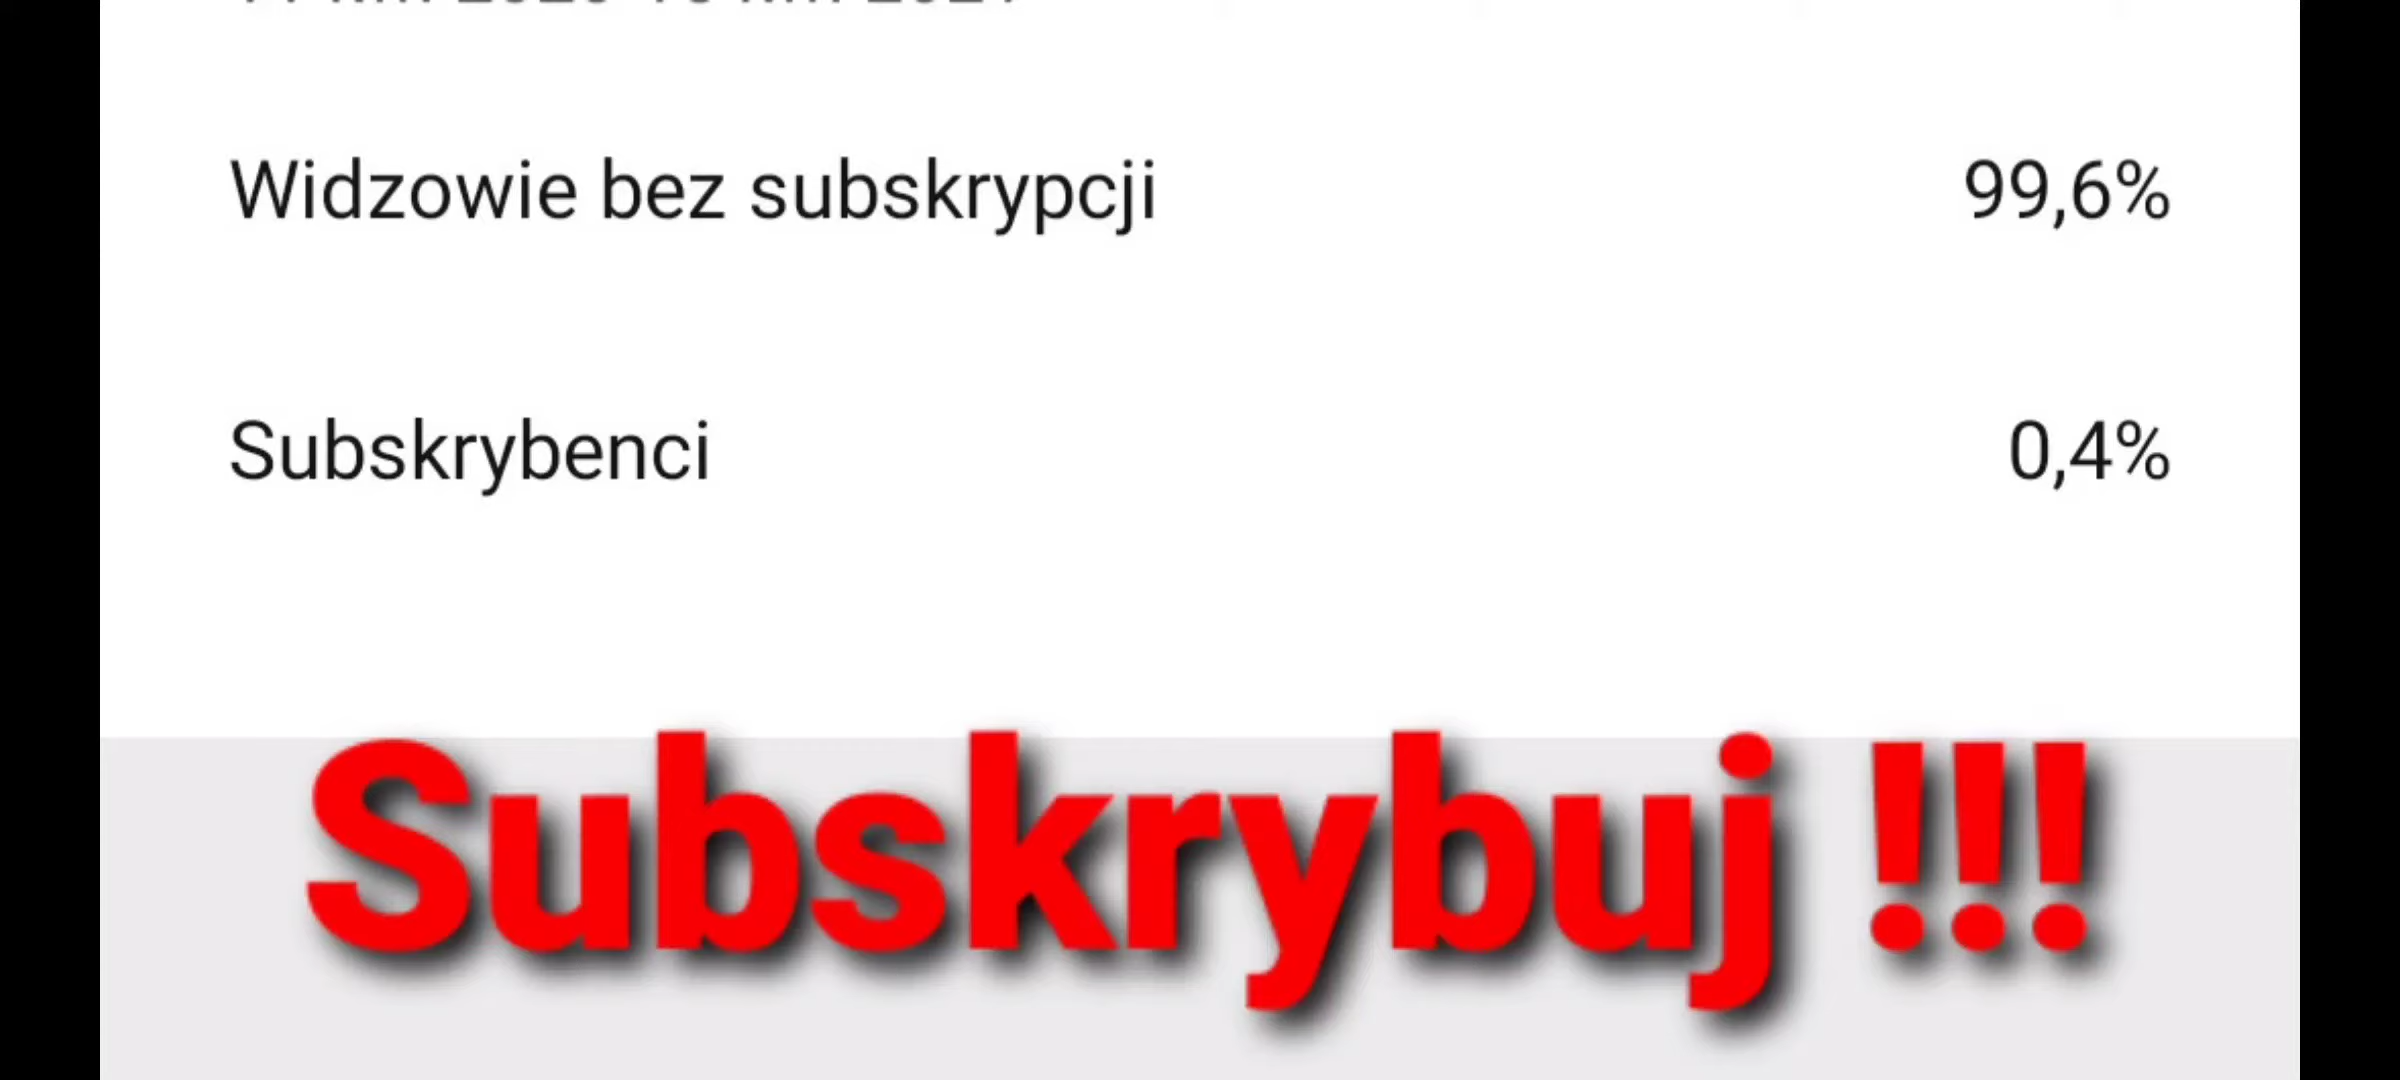 Widzowie bez subskrypcji 99,6%
Subskrybenci 0,4%
Subskrybuj !!!